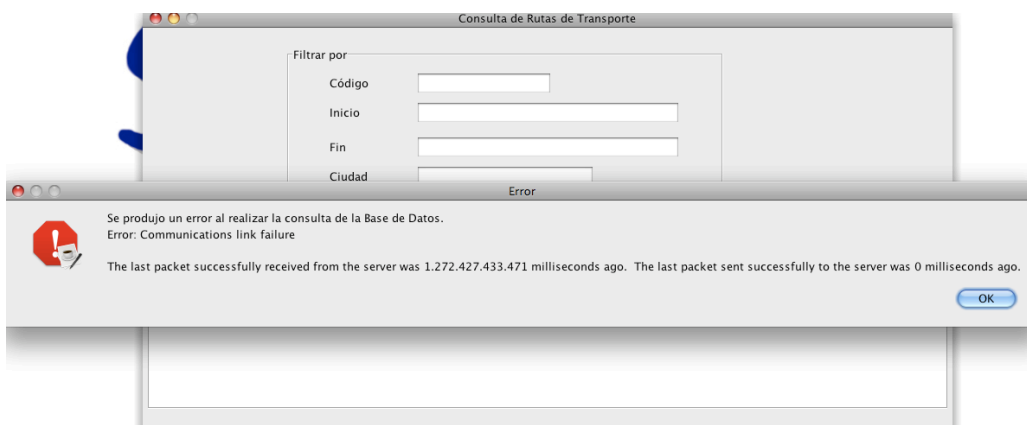 Consulta de Rutas de Transporte
Filtrar por
Código
Inicio
Fin
Ciudad
Error
Se produjo un error al realizar la consulta de la Base de Datos.
Error: Communications link failure
The last packet successfully received from the server was 1.272.427.433.471 milliseconds ago.  The last packet sent successfully to the server was 0 milliseconds ago.
OK